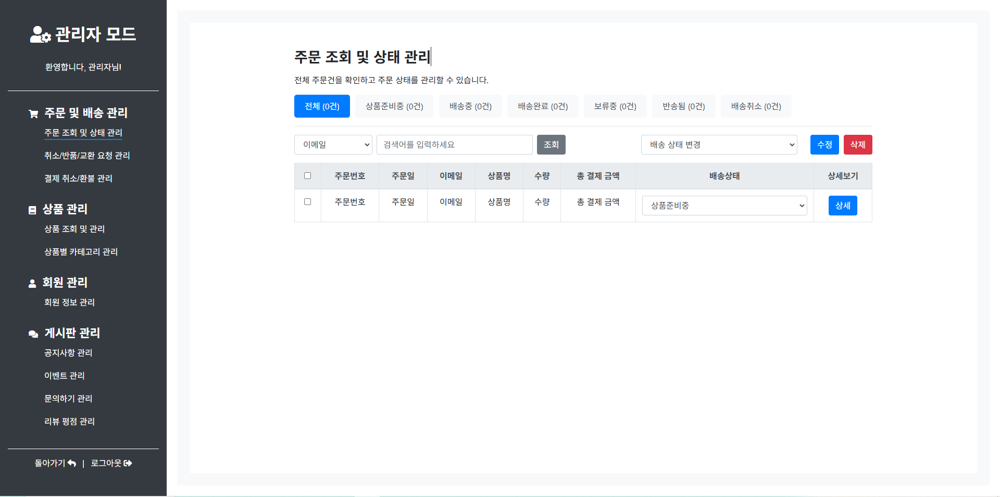 관리자 모드
환영합니다, 관리자님!
주문 및 배송 관리
주문 조회 및 상태 관리
취소/반품/교환 요청 관리
결제 취소/환불 관리
상품 관리
상품 조회 및 관리
상품별 카테고리 관리
회원 관리
회원 정보 관리
게시판 관리
공지사항 관리
이벤트 관리
문의하기 관리
리뷰 평점 관리
돌아가기 | 로그아웃
주문 조회 및 상태 관리
전체 주문건을 확인하고 주문 상태를 관리할 수 있습니다.
전체 (0건) 상품준비중 (0건) 배송중 (0건) 배송완료 (0건) 보류중 (0건) 반송됨 (0건) 배송취소 (0건)
이메일 검색어를 입력하세요 조회 배송 상태 변경 수정 삭제
주문번호 주문일 이메일 상품명 수량 총 결제 금액 배송상태 상세보기
주문번호 주문일 이메일 상품명 수량 총 결제 금액 상품준비중 상세